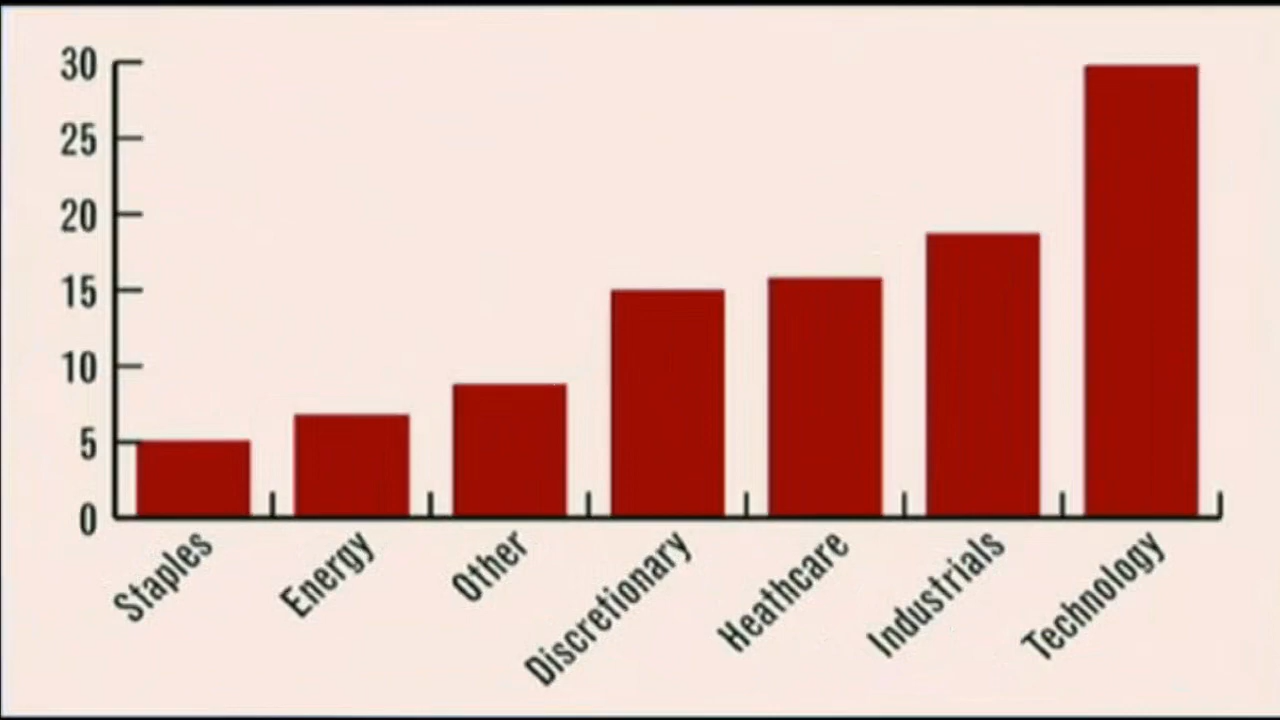 30
25
20
15
10
5
0
Staples
Energy
Other
Discretionary
Heathcare
Industrials
Technology